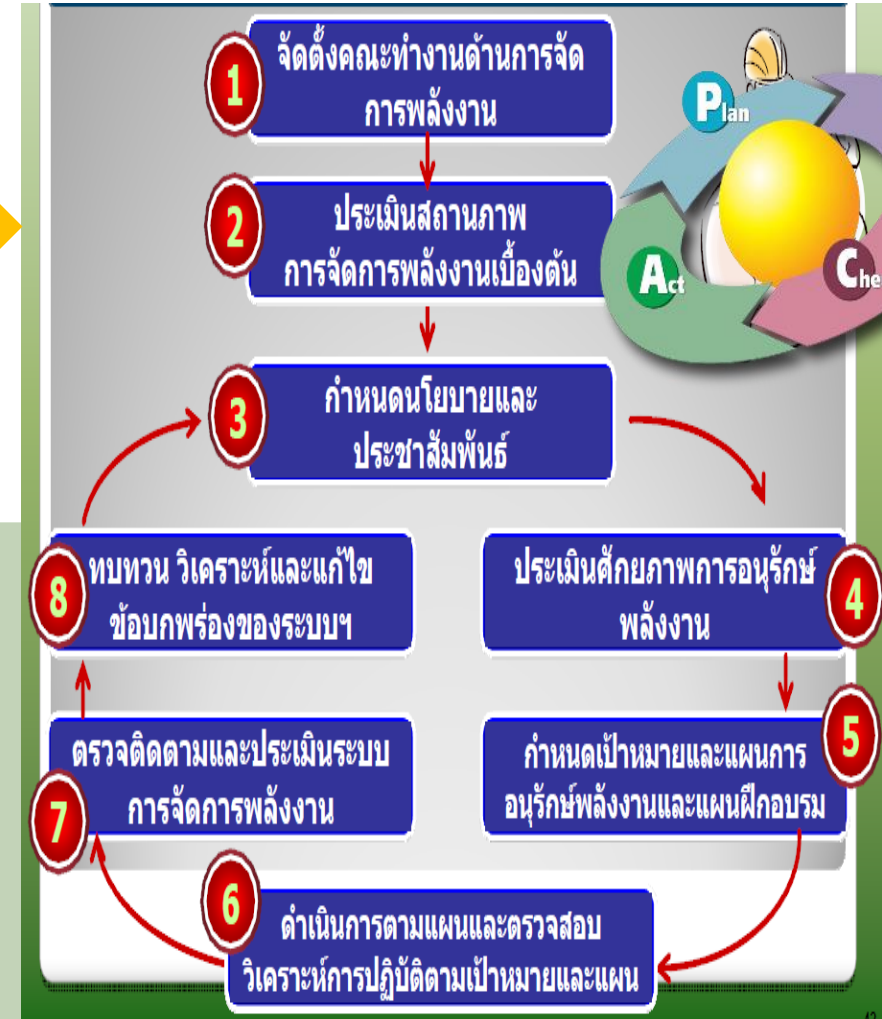 1
จัดตั้งคณะทำงานด้านการจัด
การพลังงาน
Plan
2
ประเมินสถานภาพ
การจัดการพลังงานเบื้องต้น
Act
Che
3
กำหนดนโยบายและ
ประชาสัมพันธ์
8
ทบทวน วิเคราะห์และแก้ไข
ข้อบกพร่องของระบบฯ
ประเมินศักยภาพการอนุรักษ์
พลังงาน
4
7
ตรวจติดตามและประเมินระบบ
การจัดการพลังงาน
5
กำหนดเป้าหมายและแผนการ
อนุรักษ์พลังงานและแผนฝึกอบรม
6
ดำเนินการตามแผนและตรวจสอบ
วิเคราะห์การปฏิบัติตามเป้าหมายและแผน